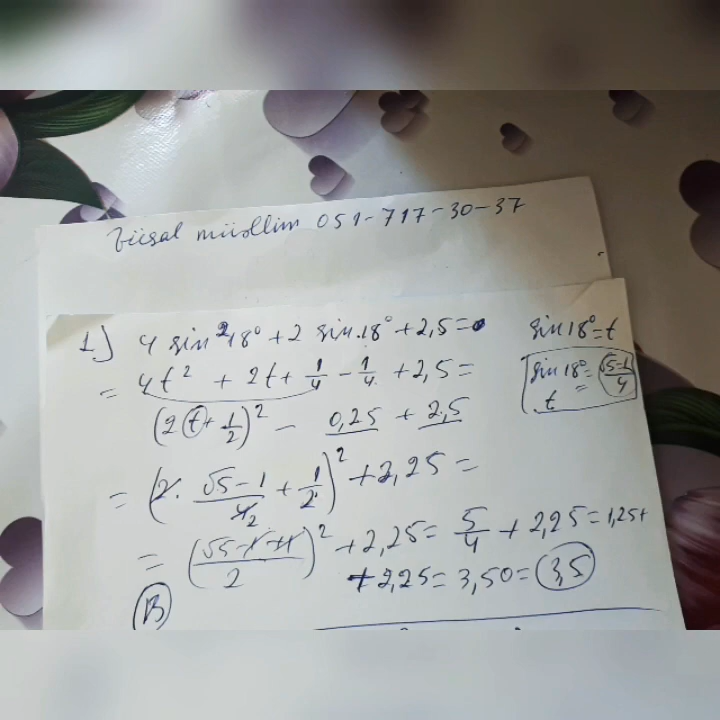 Vüsal müəllim 051-717-30-37
1) 4 sin²18° + 2 sin 18° + 2,5 =
sin18° = t
= 4t² + 2t + 1/4 - 1/4 + 2,5 =
sin 18° = (√5-1)/4
t =
(2t + 1/2)² - 0,25 + 2,5
= (2 · (√5-1)/4 2 + 1/2)² + 2,25 =
= ((√5-1+1)/2)² + 2,25 = 5/4 + 2,25 = 1,25+
+ 2,25 = 3,50 = 3,5
B